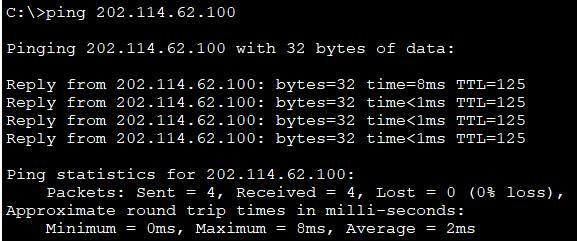 C:\>ping 202.114.62.100
Pinging 202.114.62.100 with 32 bytes of data:
Reply from 202.114.62.100: bytes=32 time=8ms TTL=125
Reply from 202.114.62.100: bytes=32 time<1ms TTL=125
Reply from 202.114.62.100: bytes=32 time<1ms TTL=125
Reply from 202.114.62.100: bytes=32 time<1ms TTL=125
Ping statistics for 202.114.62.100:
    Packets: Sent = 4, Received = 4, Lost = 0 (0% loss),
Approximate round trip times in milli-seconds:
    Minimum = 0ms, Maximum = 8ms, Average = 2ms